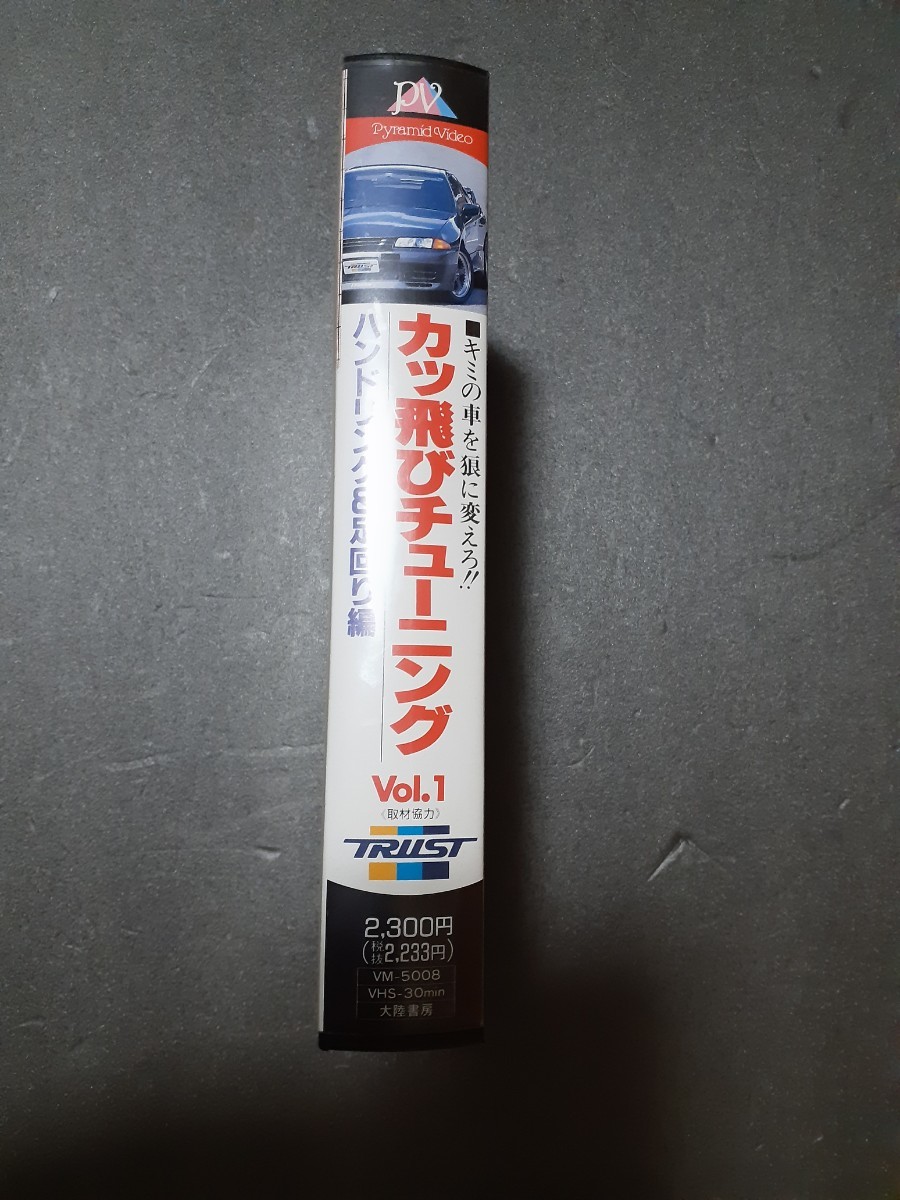 PV
Pyramid Video
TRUST
■キミの車を狼に変えろ!!
カッ飛びチューニング
ハンドリング&足回り編
Vol.1
《取材協力》
TRUST
2,300円
(税抜2,233円)
VM-5008
VHS-30min
大陸書房